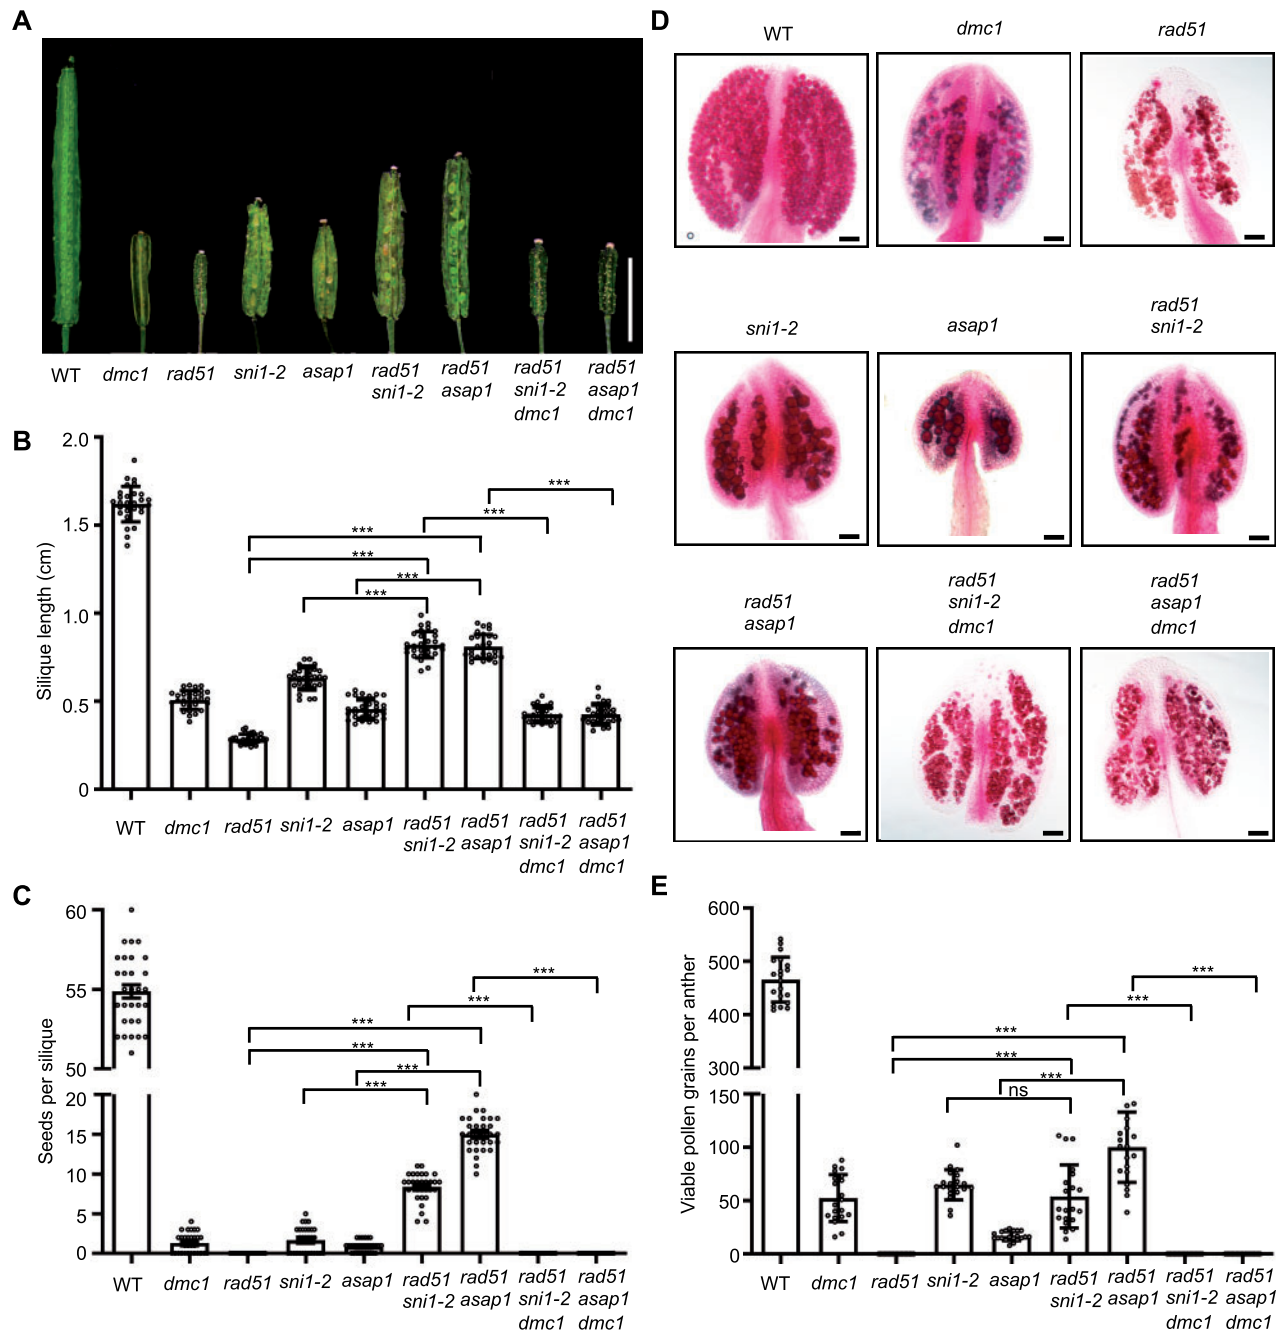 A
WT
dmc1
rad51
sni1-2
asap1
rad51
sni1-2
rad51
asap1
rad51
sni1-2
dmc1
rad51
asap1
dmc1
B
Silique length (cm)
2.0
1.5
1.0
0.5
0
***
***
***
***
***
***
WT
dmc1
rad51
sni1-2
asap1
rad51
sni1-2
rad51
asap1
rad51
sni1-2
dmc1
rad51
asap1
dmc1
C
Seeds per silique
60
55
50
20
15
10
5
0
***
***
***
***
***
***
WT
dmc1
rad51
sni1-2
asap1
rad51
sni1-2
rad51
asap1
rad51
sni1-2
dmc1
rad51
asap1
dmc1
D
WT
dmc1
rad51
sni1-2
asap1
rad51
sni1-2
rad51
asap1
rad51
sni1-2
dmc1
rad51
asap1
dmc1
E
Viable pollen grains per anther
600
500
400
300
150
100
50
0
***
***
***
***
***
ns
WT
dmc1
rad51
sni1-2
asap1
rad51
sni1-2
rad51
asap1
rad51
sni1-2
dmc1
rad51
asap1
dmc1